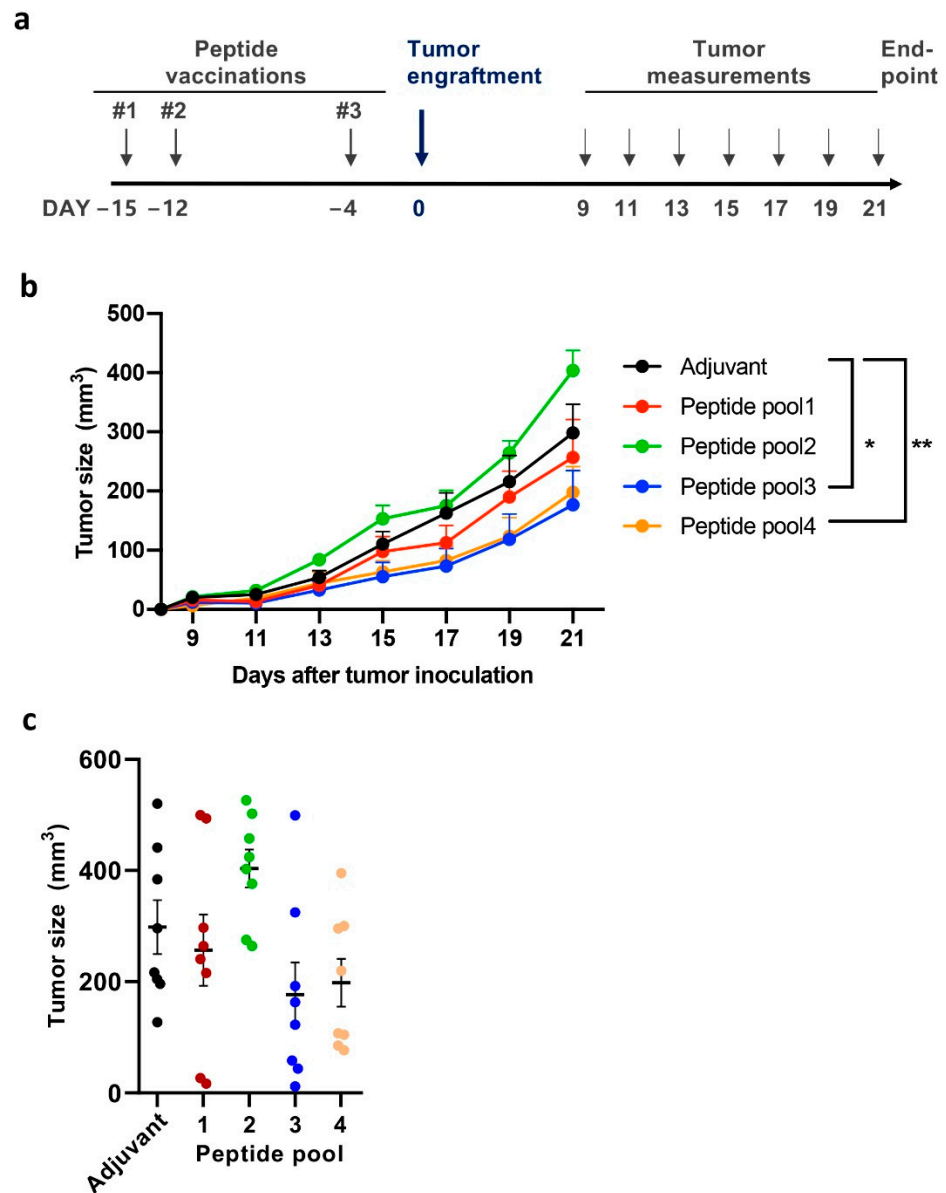 a
Peptide vaccinations
Tumor engraftment
Tumor measurements
End-point
#1 #2 #3
DAY −15 −12 −4 0 9 11 13 15 17 19 21
b
500
400
300
200
100
0
Tumor size (mm³)
9 11 13 15 17 19 21
Days after tumor inoculation
Adjuvant
Peptide pool1
Peptide pool2
Peptide pool3
Peptide pool4
*
**
c
600
400
200
0
Tumor size (mm³)
Adjuvant 1 2 3 4
Peptide pool